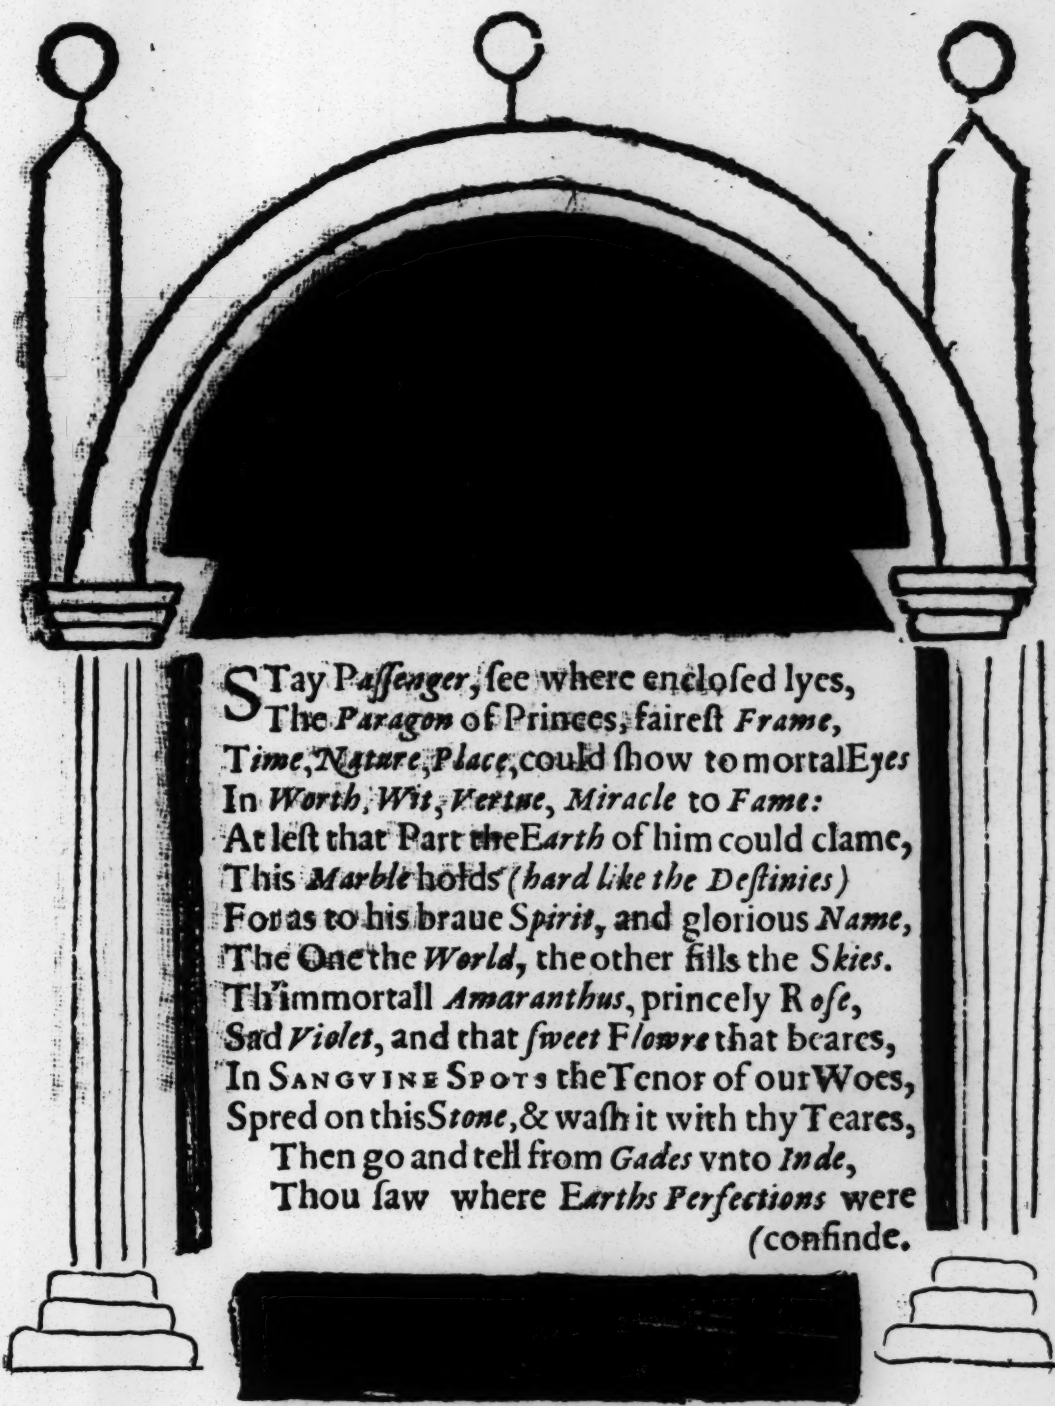 STay Paſſenger, ſee where encloſed lyes,
The Paragon of Princes, faireſt Frame,
Time, Nature, Place, could ſhow to mortal Eyes
In Worth, Wit, Vertue, Miracle to Fame:
At leſt that Part the Earth of him could clame,
This Marble holds (hard like the Deſtinies)
For as to his braue Spirit, and glorious Name,
The One the World, the other fills the Skies.
Th'immortall Amaranthus, princely Roſe,
Sad Violet, and that ſweet Flowre that beares,
In SANGVINE SPOTS the Tenor of our Woes,
Spred on this Stone, & waſh it with thy Teares,
Then go and tell from Gades vnto Inde,
Thou ſaw where Earths Perfections were
(confinde.